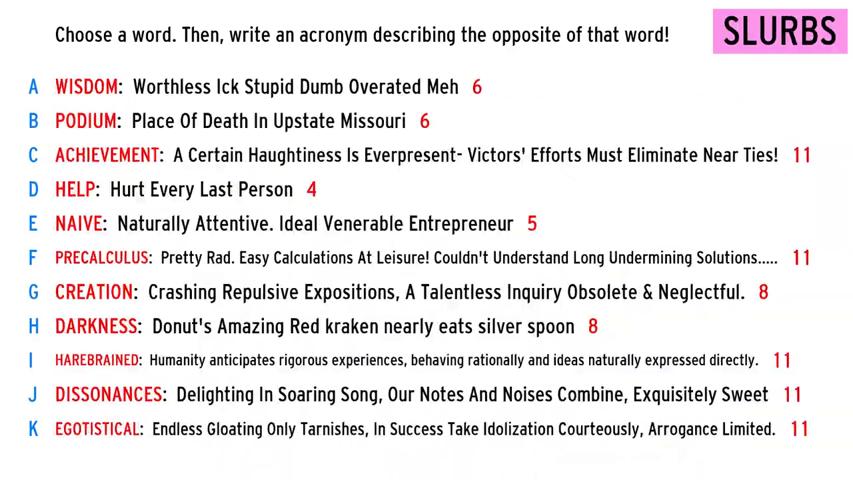 Choose a word. Then, write an acronym describing the opposite of that word!
SLURBS
A WISDOM: Worthless Ick Stupid Dumb Overated Meh 6
B PODIUM: Place Of Death In Upstate Missouri 6
C ACHIEVEMENT: A Certain Haughtiness Is Everpresent- Victors' Efforts Must Eliminate Near Ties! 11
D HELP: Hurt Every Last Person 4
E NAIVE: Naturally Attentive. Ideal Venerable Entrepreneur 5
F PRECALCULUS: Pretty Rad. Easy Calculations At Leisure! Couldn't Understand Long Undermining Solutions..... 11
G CREATION: Crashing Repulsive Expositions, A Talentless Inquiry Obsolete & Neglectful. 8
H DARKNESS: Donut's Amazing Red kraken nearly eats silver spoon 8
I HAREBRAINED: Humanity anticipates rigorous experiences, behaving rationally and ideas naturally expressed directly. 11
J DISSONANCES: Delighting In Soaring Song, Our Notes And Noises Combine, Exquisitely Sweet 11
K EGOTISTICAL: Endless Gloating Only Tarnishes, In Success Take Idolization Courteously, Arrogance Limited. 11